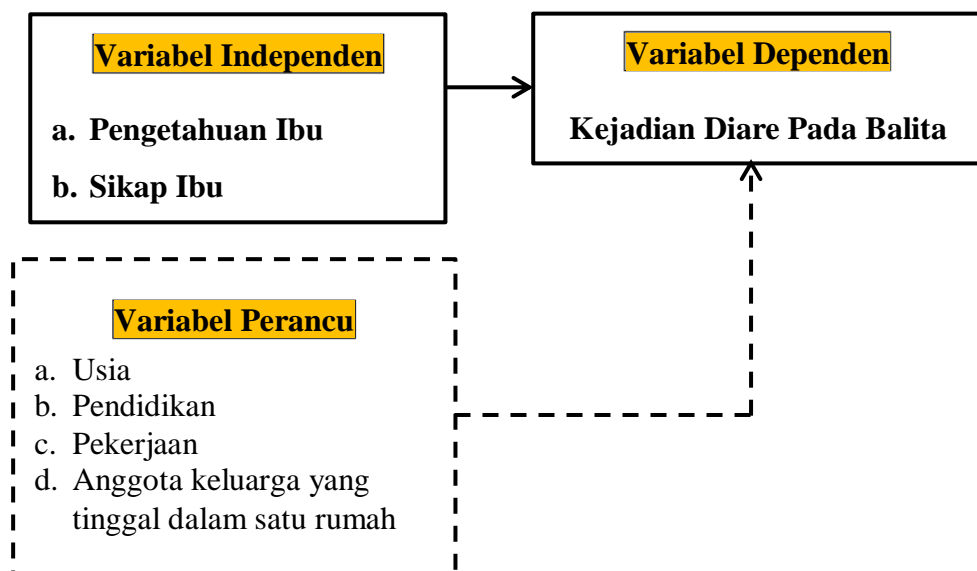 Variabel Independen
a. Pengetahuan Ibu
b. Sikap Ibu
Variabel Dependen
Kejadian Diare Pada Balita
Variabel Perancu
a. Usia
b. Pendidikan
c. Pekerjaan
d. Anggota keluarga yang
tinggal dalam satu rumah